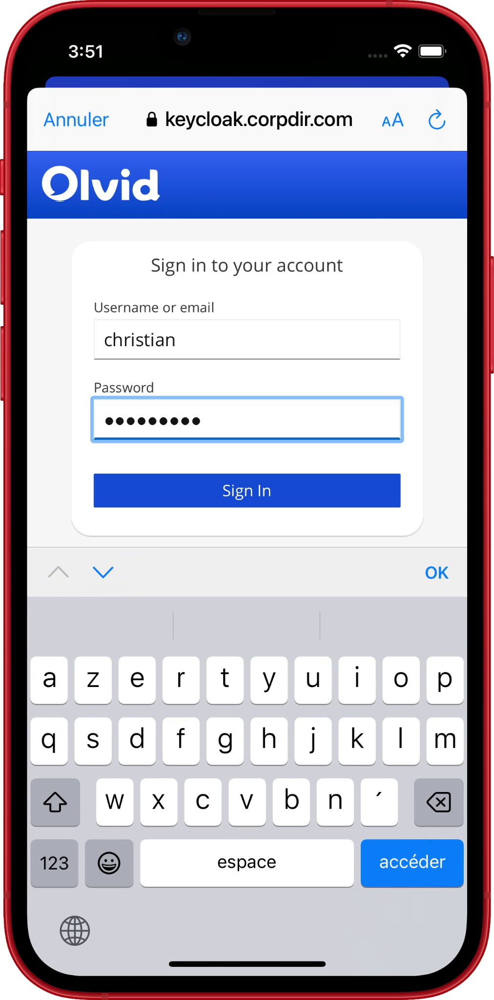 3:51
Annuler keycloak.corpdir.com AA
Olvid
Sign in to your account
Username or email
christian
Password
•••••••••
Sign In
OK
a z e r t y u i o p
q s d f g h j k l m
w x c v b n ´
123 espace accéder